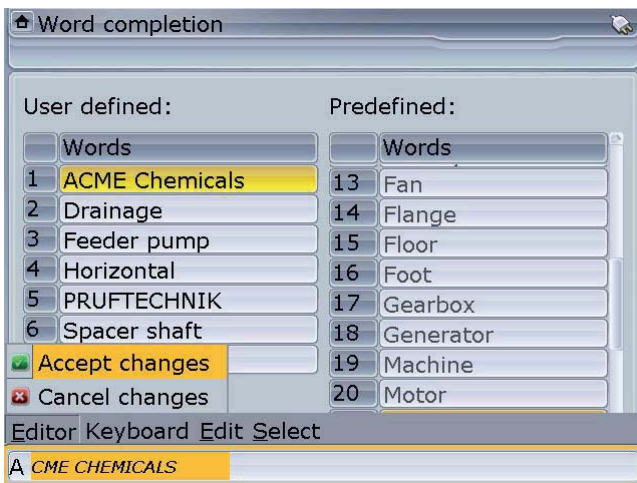 Word completion
User defined:
Words
1 ACME Chemicals
2 Drainage
3 Feeder pump
4 Horizontal
5 PRUFTECHNIK
6 Spacer shaft
Predefined:
Words
13 Fan
14 Flange
15 Floor
16 Foot
17 Gearbox
18 Generator
19 Machine
20 Motor
Accept changes
Cancel changes
Editor Keyboard Edit Select
A CME CHEMICALS